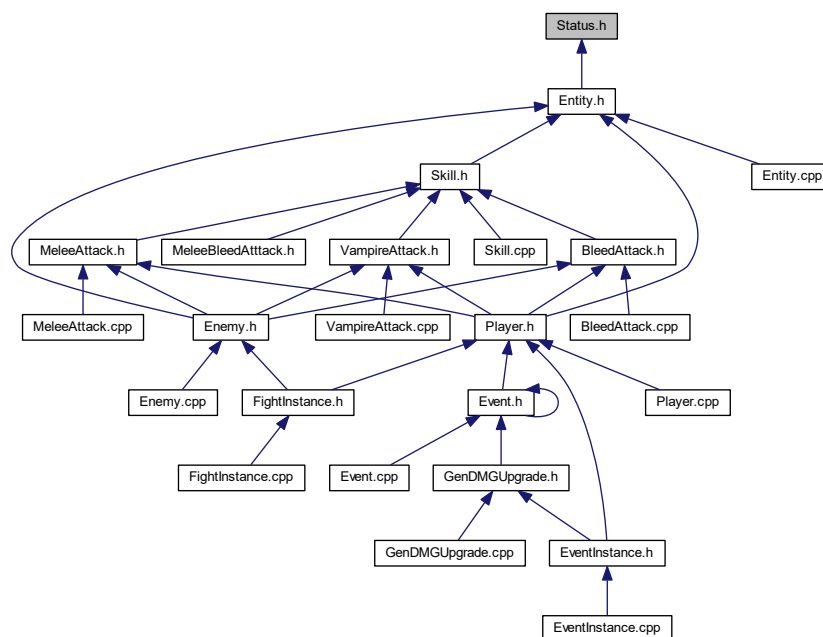 Status.h
Entity.h
Skill.h
Entity.cpp
MeleeAttack.h
MeleeBleedAtttack.h
VampireAttack.h
Skill.cpp
BleedAttack.h
MeleeAttack.cpp
Enemy.h
VampireAttack.cpp
Player.h
BleedAttack.cpp
Enemy.cpp
FightInstance.h
Event.h
Player.cpp
FightInstance.cpp
Event.cpp
GenDMGUpgrade.h
GenDMGUpgrade.cpp
EventInstance.h
EventInstance.cpp